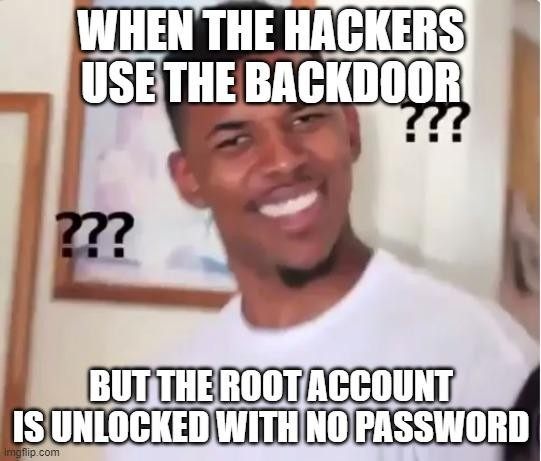 WHEN THE HACKERS
USE THE BACKDOOR
???
???
BUT THE ROOT ACCOUNT
IS UNLOCKED WITH NO PASSWORD
imgflip.com